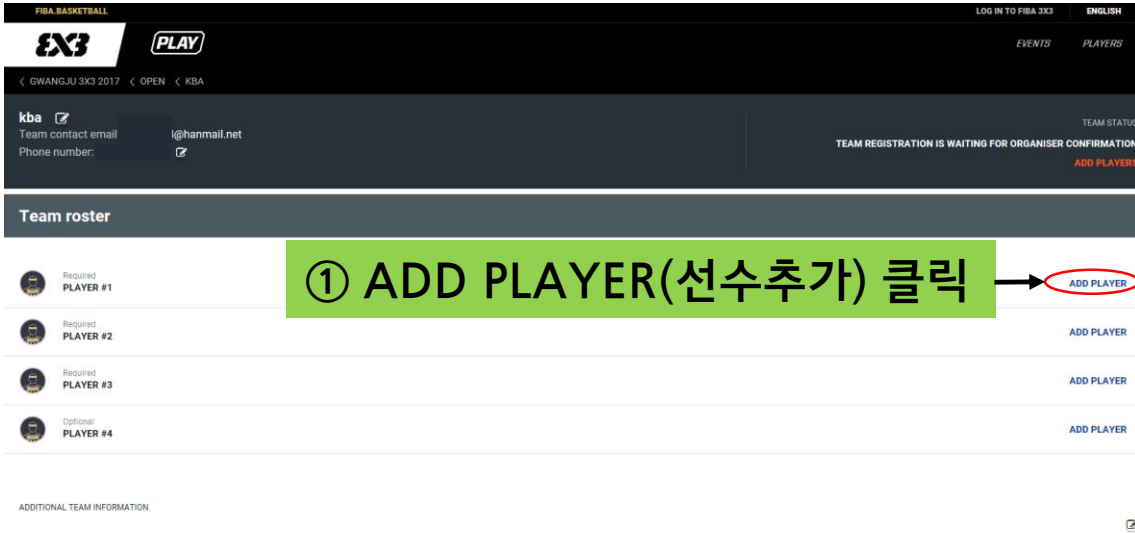 FIBA.BASKETBALL
LOG IN TO FIBA 3X3 ENGLISH
3X3 PLAY
EVENTS PLAYERS
< GWANGJU 3X3 2017 < OPEN < KBA
kba
TEAM STATUS
Team contact email @hanmail.net
Phone number:
TEAM REGISTRATION IS WAITING FOR ORGANISER CONFIRMATION
ADD PLAYERS
Team roster
① ADD PLAYER(선수추가) 클릭
Required
PLAYER #1
ADD PLAYER
Required
PLAYER #2
ADD PLAYER
Required
PLAYER #3
ADD PLAYER
Optional
PLAYER #4
ADD PLAYER
ADDITIONAL TEAM INFORMATION